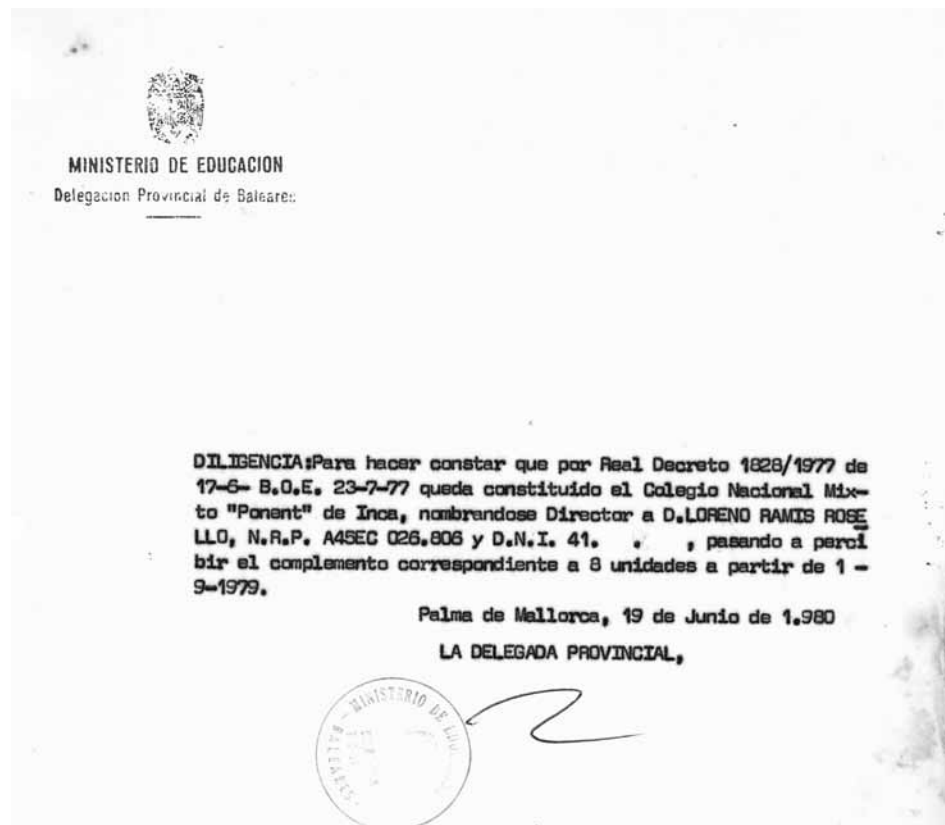 MINISTERIO DE EDUCACION
Delegacion Provincial de Baleares
DILIGENCIA:Para hacer constar que por Real Decreto 1828/1977 de
17-6- B.O.E. 23-7-77 queda constituido el Colegio Nacional Mix-
to "Ponent" de Inca, nombrandose Director a D.LORENO RAMIS ROSE
LLO, N.R.P. A45EC 026.806 y D.N.I. 41. . , pasando a perci
bir el complemento correspondiente a 8 unidades a partir de 1 -
9-1979.
Palma de Mallorca, 19 de Junio de 1.980
LA DELEGADA PROVINCIAL,
MINISTERIO DE
BALEARES